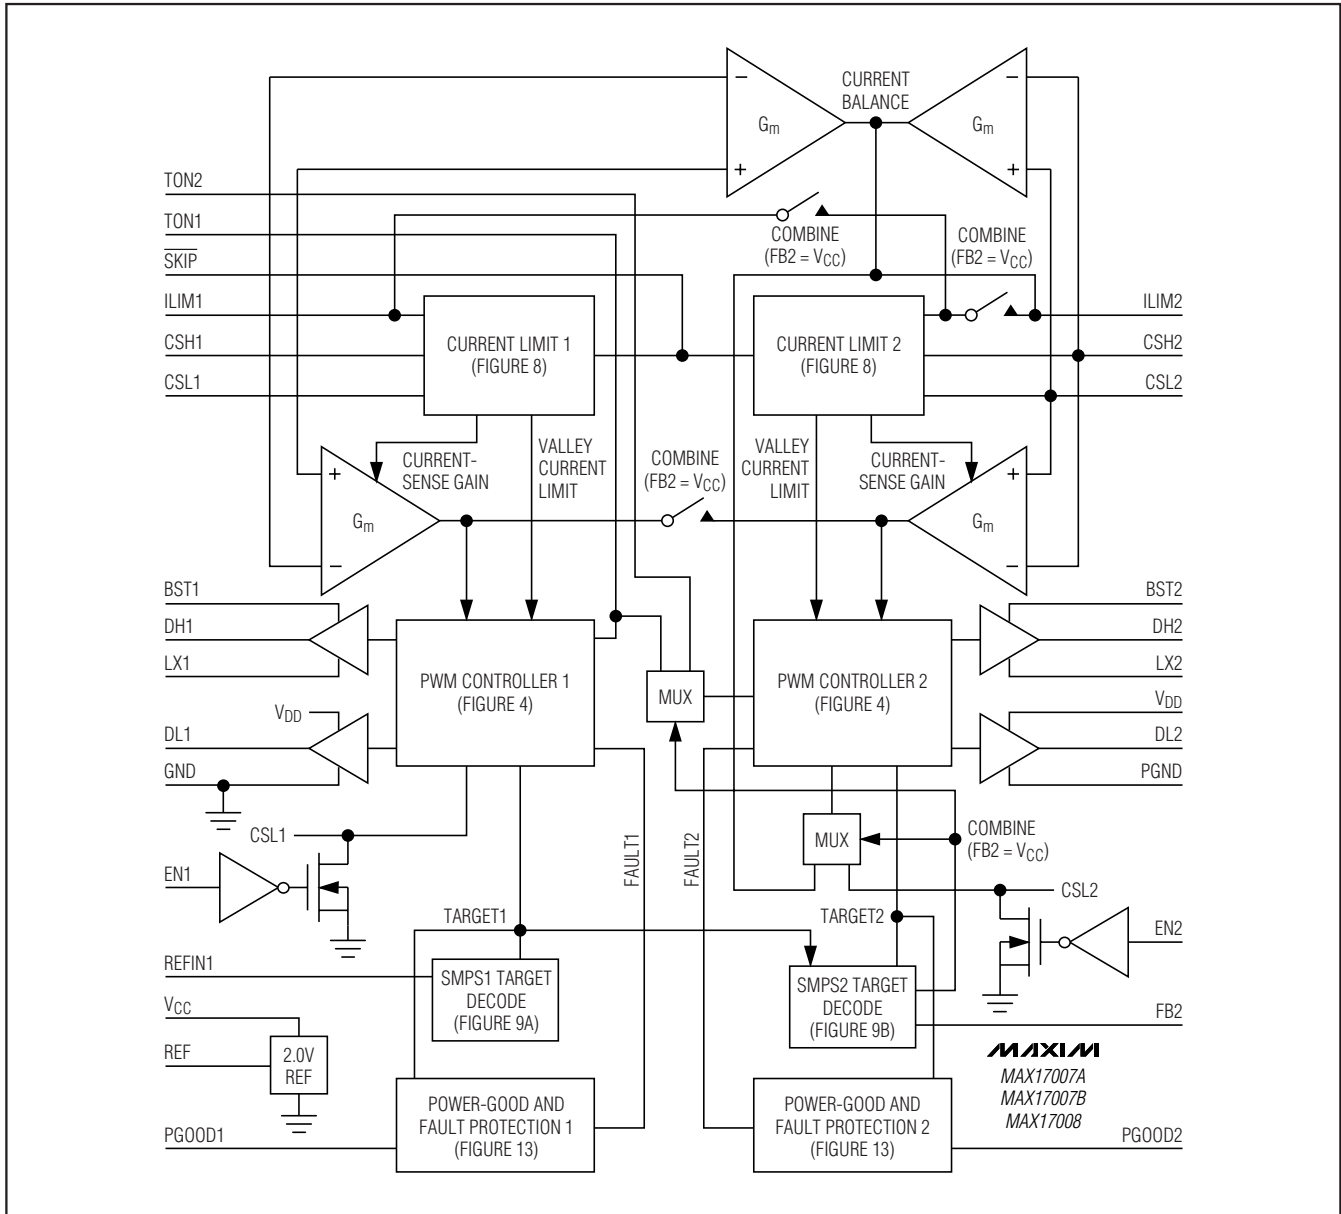 CURRENT
BALANCE
−
−
Gm
Gm
+
+
TON2
TON1
COMBINE
(FB2 = VCC)
COMBINE
(FB2 = VCC)
SKIP
ILIM1
ILIM2
CURRENT LIMIT 1
(FIGURE 8)
CURRENT LIMIT 2
(FIGURE 8)
CSH1
CSH2
CSL1
CSL2
CURRENT-
SENSE GAIN
VALLEY
CURRENT
LIMIT
COMBINE
(FB2 = VCC)
VALLEY
CURRENT
LIMIT
CURRENT-
SENSE GAIN
+
+
Gm
Gm
−
−
BST1
BST2
DH1
DH2
LX1
LX2
PWM CONTROLLER 1
(FIGURE 4)
MUX
PWM CONTROLLER 2
(FIGURE 4)
VDD
VDD
DL1
DL2
GND
PGND
CSL1
FAULT1
FAULT2
MUX
COMBINE
(FB2 = VCC)
EN1
CSL2
TARGET1
TARGET2
EN2
REFIN1
SMPS1 TARGET
DECODE
(FIGURE 9A)
SMPS2 TARGET
DECODE
(FIGURE 9B)
VCC
FB2
REF
2.0V
REF
MAXIM
MAX17007A
MAX17007B
MAX17008
POWER-GOOD AND
FAULT PROTECTION 1
(FIGURE 13)
POWER-GOOD AND
FAULT PROTECTION 2
(FIGURE 13)
PGOOD1
PGOOD2